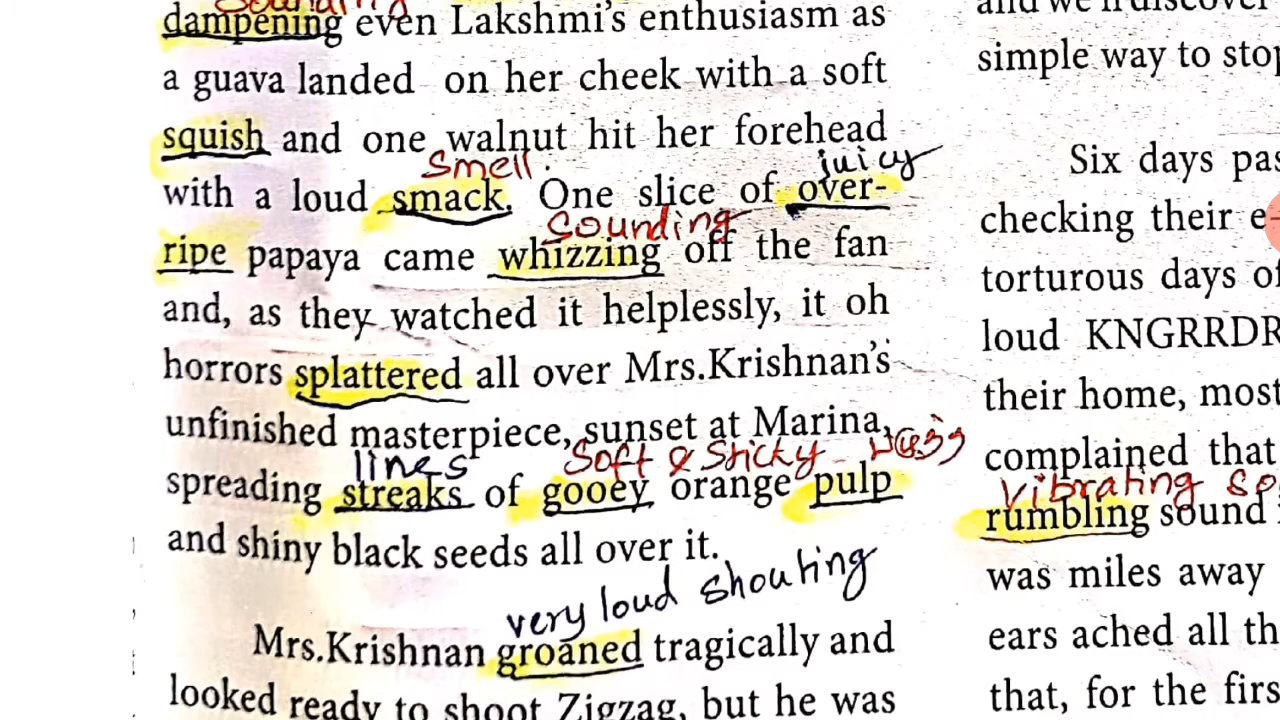 Sounding
dampening even Lakshmi's enthusiasm as
a guava landed on her cheek with a soft
squish and one walnut hit her forehead
Smell. juicy
with a loud smack. One slice of over-
Sounding
ripe papaya came whizzing off the fan
and, as they watched it helplessly, it oh
horrors splattered all over Mrs.Krishnan's
unfinished masterpiece, sunset at Marina,
lines Soft & Sticky
spreading streaks of gooey orange pulp
and shiny black seeds all over it.
very loud shouting
Mrs.Krishnan groaned tragically and
looked ready to shoot Zigzag, but he was
and we'll discover
simple way to stop
Six days pas
checking their e-
torturous days of
loud KNGRRDR
their home, most
complained that
Vibrating so
rumbling sound
was miles away
ears ached all th
that, for the firs